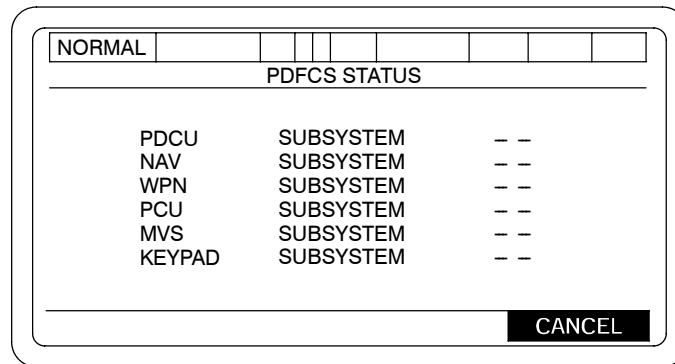 NORMAL
PDFCS STATUS
PDCU SUBSYSTEM – –
NAV SUBSYSTEM – –
WPN SUBSYSTEM – –
PCU SUBSYSTEM – –
MVS SUBSYSTEM – –
KEYPAD SUBSYSTEM – –
CANCEL